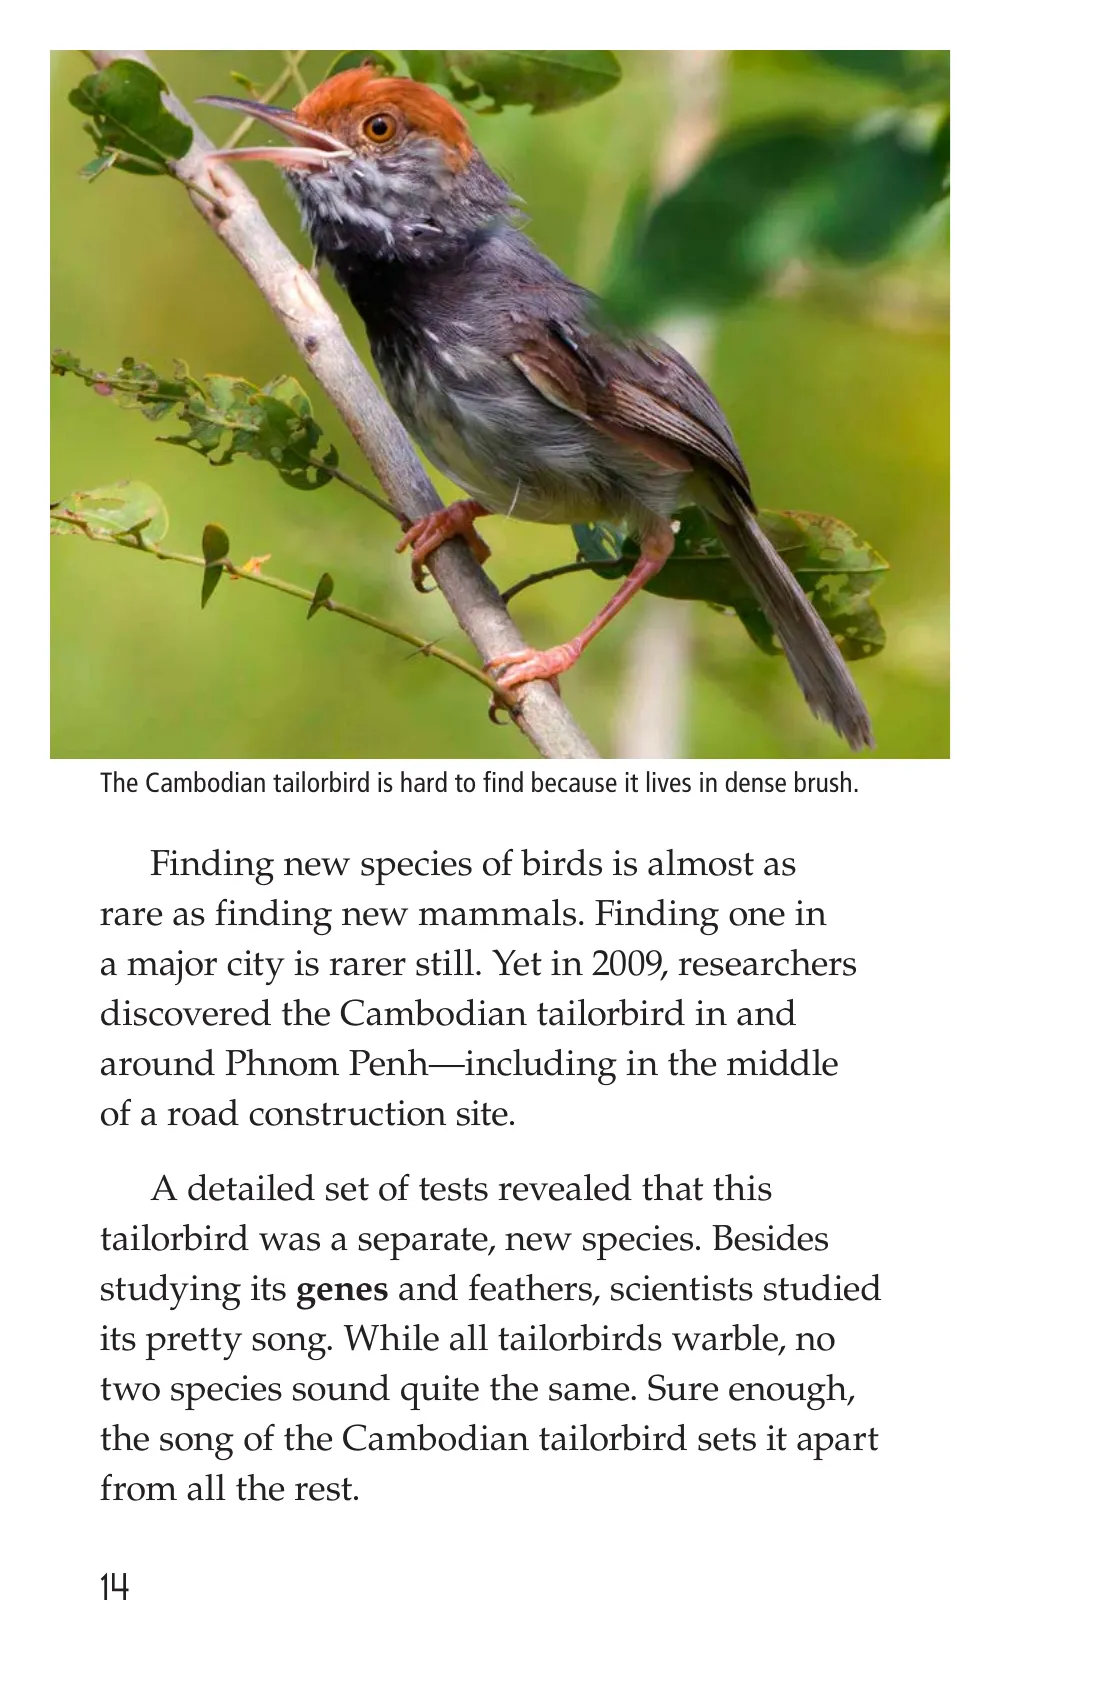 The Cambodian tailorbird is hard to find because it lives in dense brush.
Finding new species of birds is almost as
rare as finding new mammals. Finding one in
a major city is rarer still. Yet in 2009, researchers
discovered the Cambodian tailorbird in and
around Phnom Penh—including in the middle
of a road construction site.
A detailed set of tests revealed that this
tailorbird was a separate, new species. Besides
studying its genes and feathers, scientists studied
its pretty song. While all tailorbirds warble, no
two species sound quite the same. Sure enough,
the song of the Cambodian tailorbird sets it apart
from all the rest.
14